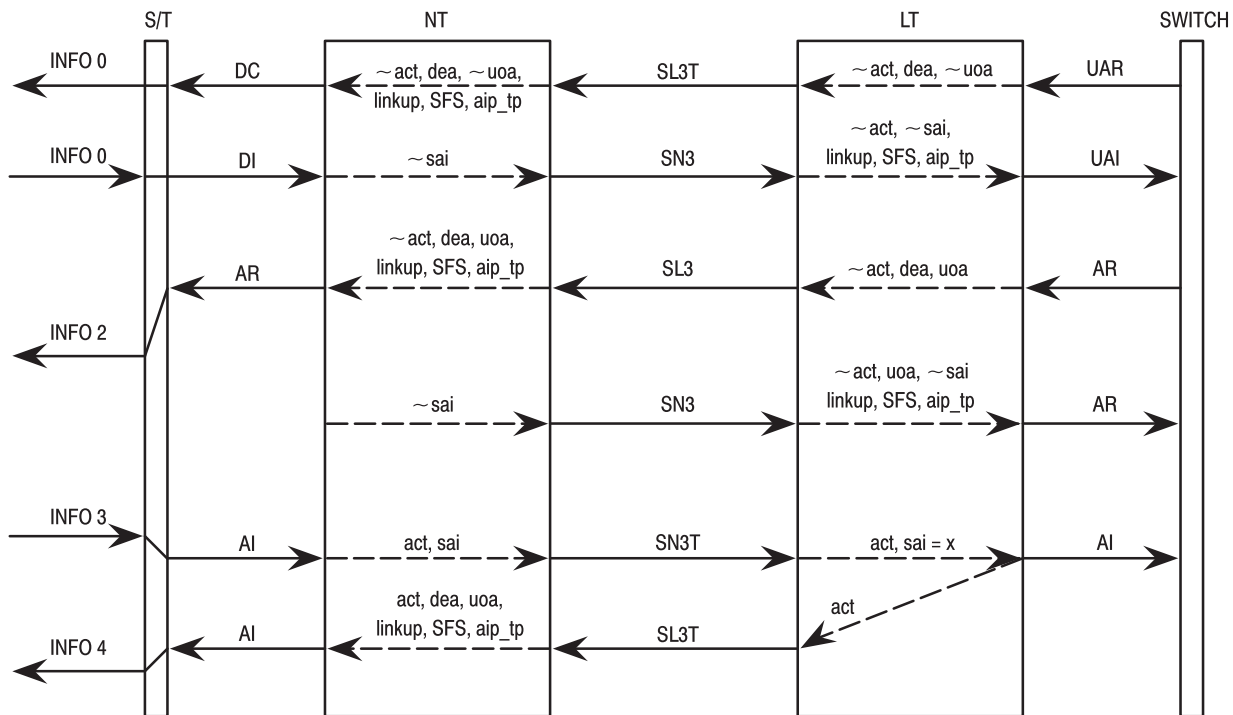 S/T NT LT SWITCH
INFO 0 DC ~act, dea, ~uoa, SL3T ~act, dea, ~uoa UAR
linkup, SFS, aip_tp
~act, ~sai,
INFO 0 DI ~sai SN3 linkup, SFS, aip_tp UAI
~act, dea, uoa,
AR linkup, SFS, aip_tp SL3 ~act, dea, uoa AR
INFO 2
~act, uoa, ~sai
~sai SN3 linkup, SFS, aip_tp AR
INFO 3
AI act, sai SN3T act, sai = x AI
act, dea, uoa, act
AI linkup, SFS, aip_tp SL3T
INFO 4